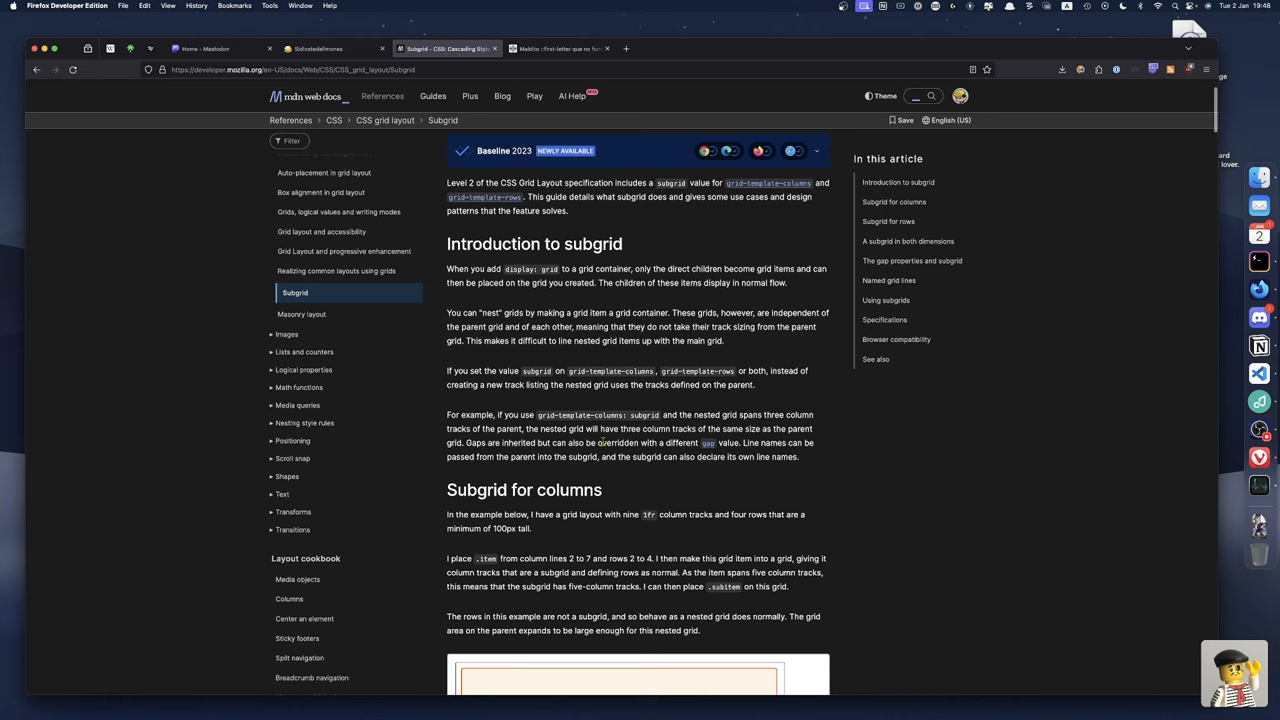 Firefox Developer Edition File Edit View History Bookmarks Tools Window Help
Tue 2 Jan 19:48
Home - Mastodon
Sidiostedalimones
Subgrid - CSS: Cascading Style
Maldito ::first-letter que no fun
https://developer.mozilla.org/en-US/docs/Web/CSS/CSS_grid_layout/Subgrid
mdn web docs_
References Guides Plus Blog Play AI Help BETA
Theme
References > CSS > CSS grid layout > Subgrid
Save English (US)
Filter
Auto-placement in grid layout
Box alignment in grid layout
Grids, logical values and writing modes
Grid layout and accessibility
Grid Layout and progressive enhancement
Realizing common layouts using grids
Subgrid
Masonry layout
Images
Lists and counters
Logical properties
Math functions
Media queries
Nesting style rules
Positioning
Scroll snap
Shapes
Text
Transforms
Transitions
Layout cookbook
Media objects
Columns
Center an element
Sticky footers
Split navigation
Breadcrumb navigation
Baseline 2023 NEWLY AVAILABLE
Level 2 of the CSS Grid Layout specification includes a subgrid value for grid-template-columns and
grid-template-rows. This guide details what subgrid does and gives some use cases and design
patterns that the feature solves.
Introduction to subgrid
When you add display: grid to a grid container, only the direct children become grid items and can
then be placed on the grid you created. The children of these items display in normal flow.
You can "nest" grids by making a grid item a grid container. These grids, however, are independent of
the parent grid and of each other, meaning that they do not take their track sizing from the parent
grid. This makes it difficult to line nested grid items up with the main grid.
If you set the value subgrid on grid-template-columns, grid-template-rows or both, instead of
creating a new track listing the nested grid uses the tracks defined on the parent.
For example, if you use grid-template-columns: subgrid and the nested grid spans three column
tracks of the parent, the nested grid will have three column tracks of the same size as the parent
grid. Gaps are inherited but can also be overridden with a different gap value. Line names can be
passed from the parent into the subgrid, and the subgrid can also declare its own line names.
Subgrid for columns
In the example below, I have a grid layout with nine 1fr column tracks and four rows that are a
minimum of 100px tall.
I place .item from column lines 2 to 7 and rows 2 to 4. I then make this grid item into a grid, giving it
column tracks that are a subgrid and defining rows as normal. As the item spans five column tracks,
this means that the subgrid has five-column tracks. I can then place .subitem on this grid.
The rows in this example are not a subgrid, and so behave as a nested grid does normally. The grid
area on the parent expands to be large enough for this nested grid.
In this article
Introduction to subgrid
Subgrid for columns
Subgrid for rows
A subgrid in both dimensions
The gap properties and subgrid
Named grid lines
Using subgrids
Specifications
Browser compatibility
See also